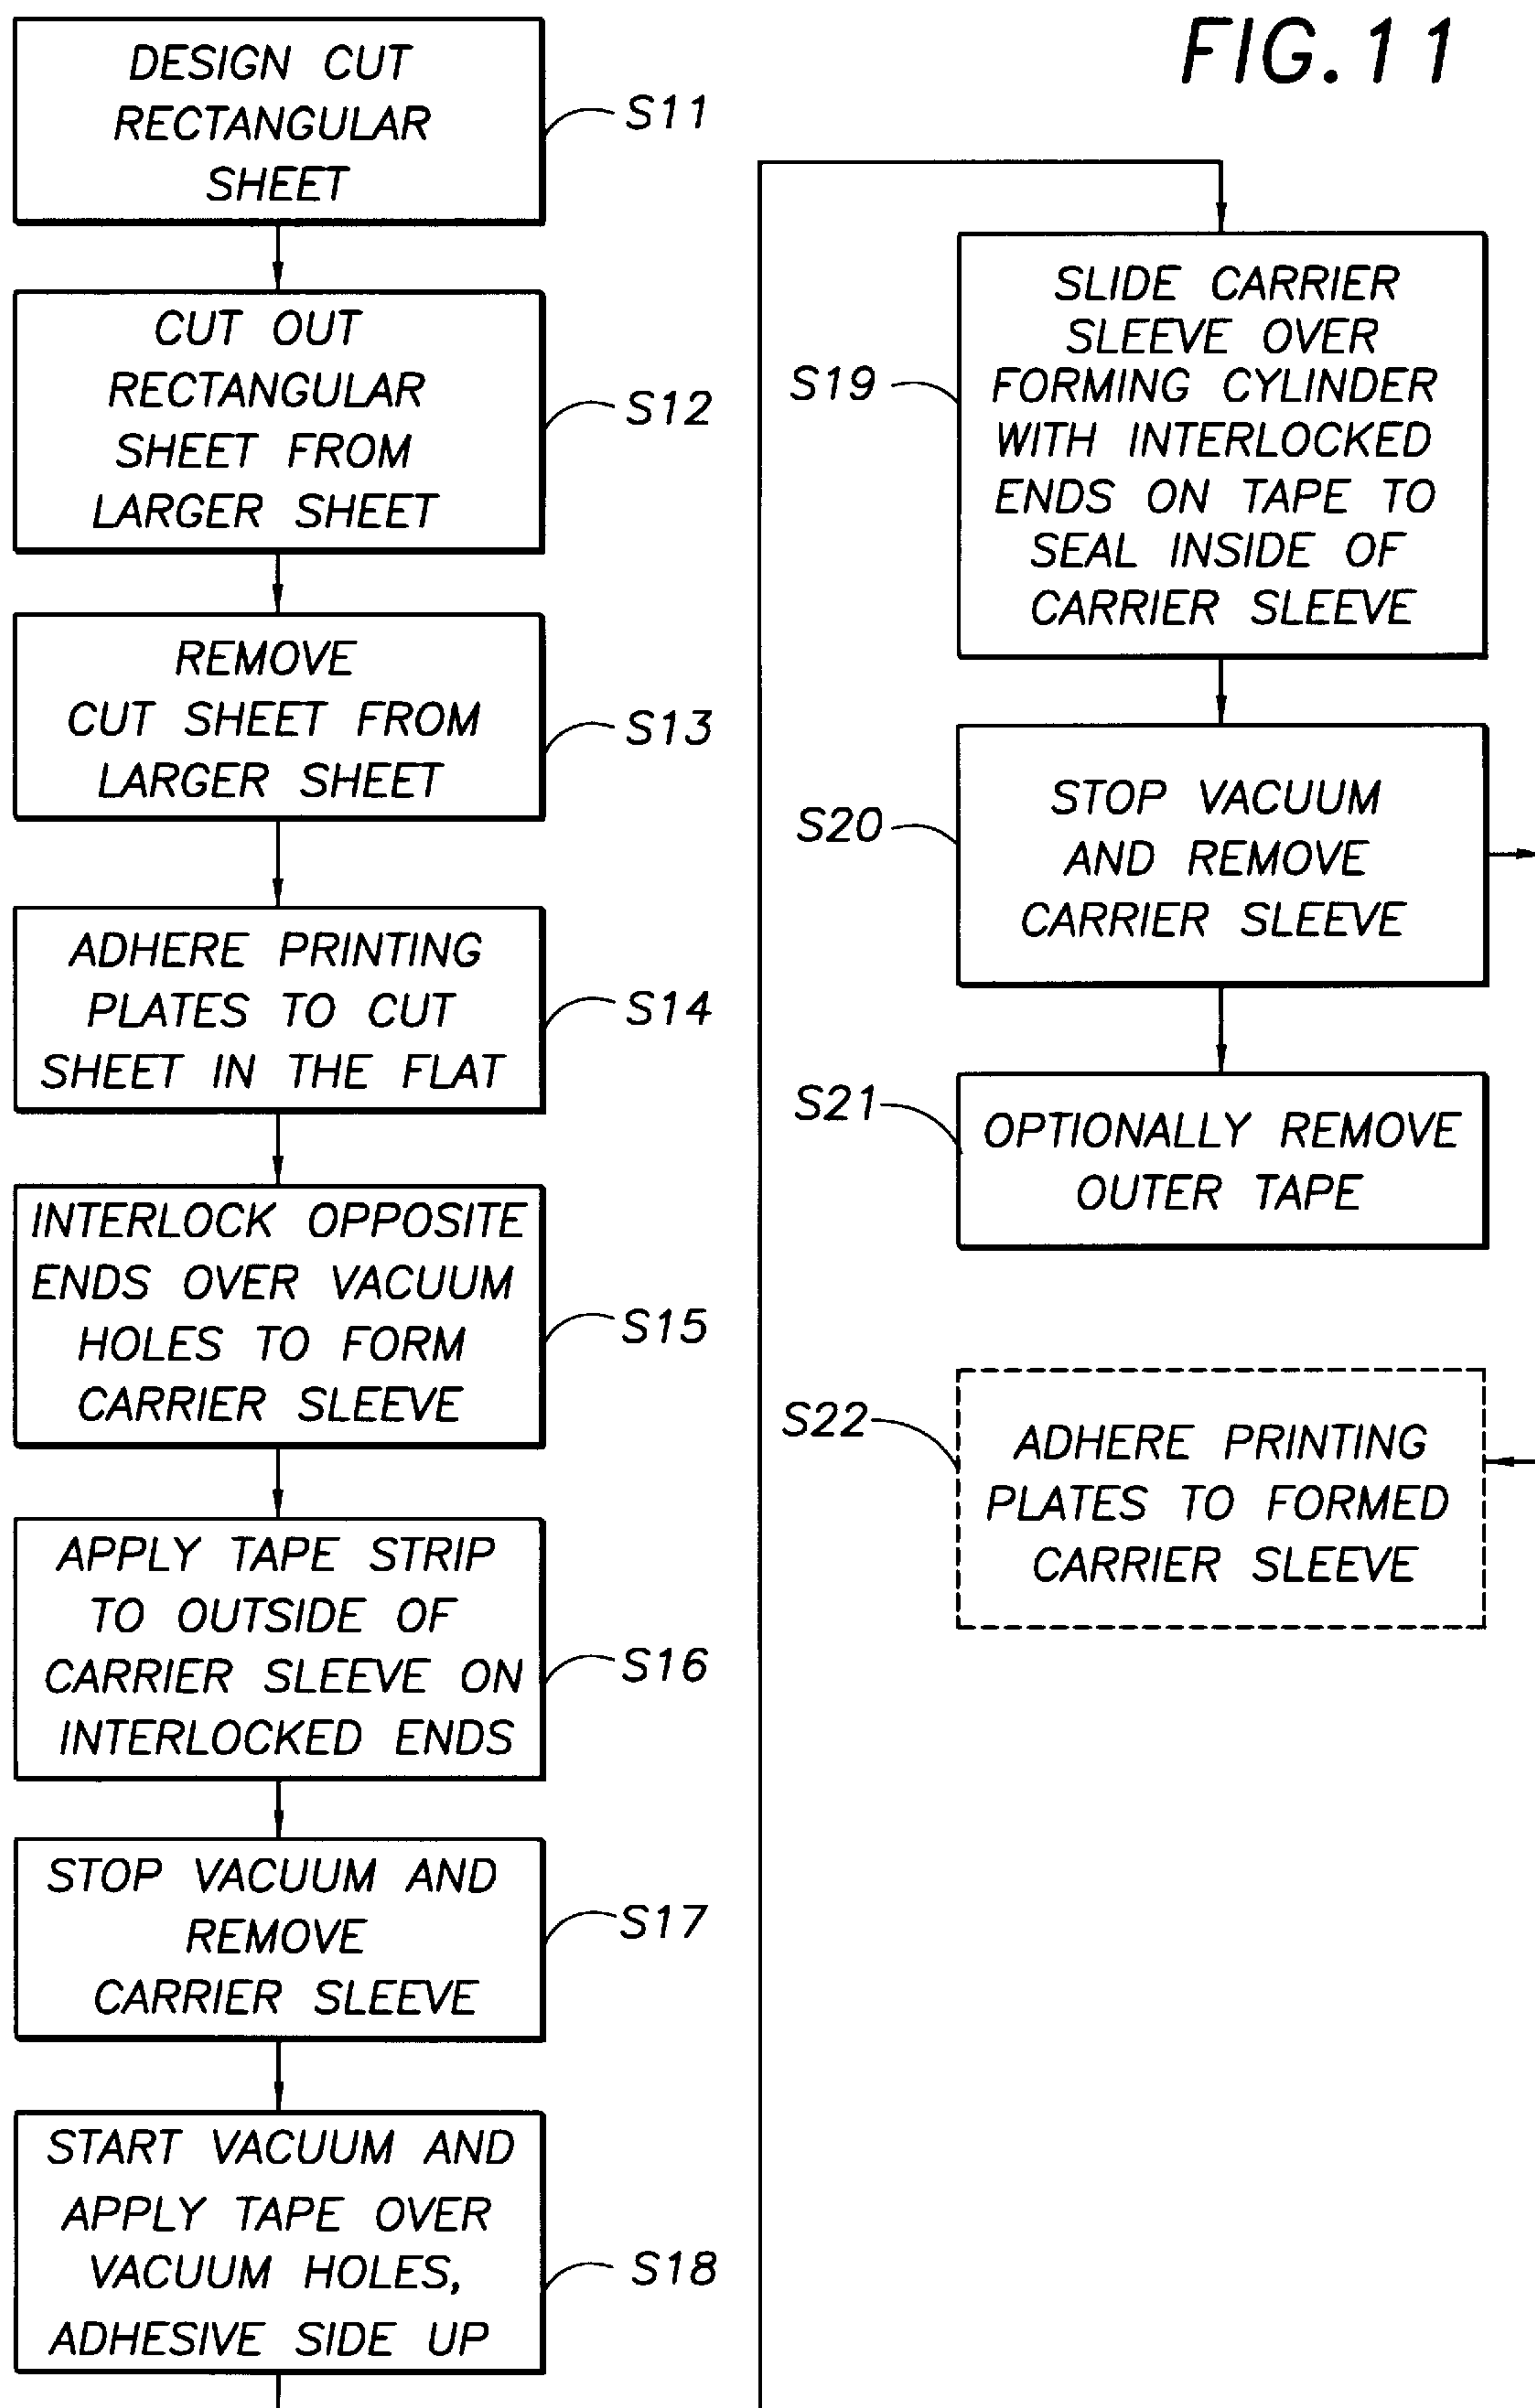 FIG. 11
DESIGN CUT
RECTANGULAR
SHEET
S11
CUT OUT
RECTANGULAR
SHEET FROM
LARGER SHEET
S12
REMOVE
CUT SHEET FROM
LARGER SHEET
S13
ADHERE PRINTING
PLATES TO CUT
SHEET IN THE FLAT
S14
INTERLOCK OPPOSITE
ENDS OVER VACUUM
HOLES TO FORM
CARRIER SLEEVE
S15
APPLY TAPE STRIP
TO OUTSIDE OF
CARRIER SLEEVE ON
INTERLOCKED ENDS
S16
STOP VACUUM AND
REMOVE
CARRIER SLEEVE
S17
START VACUUM AND
APPLY TAPE OVER
VACUUM HOLES,
ADHESIVE SIDE UP
S18
SLIDE CARRIER
SLEEVE OVER
FORMING CYLINDER
WITH INTERLOCKED
ENDS ON TAPE TO
SEAL INSIDE OF
CARRIER SLEEVE
S19
STOP VACUUM
AND REMOVE
CARRIER SLEEVE
S20
OPTIONALLY REMOVE
OUTER TAPE
S21
ADHERE PRINTING
PLATES TO FORMED
CARRIER SLEEVE
S22